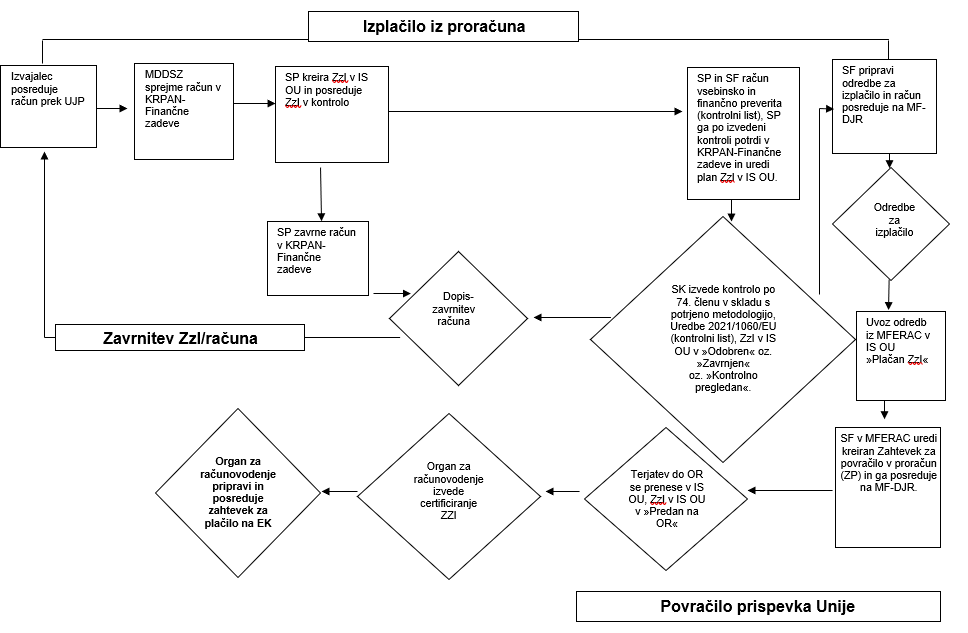 Izplačilo iz proračuna
Izvajalec
posreduje
račun prek UJP
MDDSZ
sprejme račun v
KRPAN-
Finančne
zadeve
SP kreira ZzI v IS
OU in posreduje
ZzI v kontrolo
SP in SF račun
vsebinsko in
finančno preverita
(kontrolni list), SP
ga po izvedeni
kontroli potrdi v
KRPAN-Finančne
zadeve in uredi
plan ZzI v IS OU.
SF pripravi
odredbe za
izplačilo in račun
posreduje na MF-
DJR
Odredbe
za
izplačilo
SP zavrne račun
v KRPAN-
Finančne
zadeve
Dopis-
zavrnitev
računa
SK izvede kontrolo po
74. členu v skladu s
potrjeno metodologijo,
Uredbe 2021/1060/EU
(kontrolni list), ZzI v IS
OU v »Odobren« oz.
»Zavrnjen«
oz. »Kontrolno
pregledan«.
Uvoz odredb
iz MFERAC v
IS OU
»Plačan ZzI«
Zavrnitev ZzI/računa
SF v MFERAC uredi
kreiran Zahtevek za
povračilo v proračun
(ZP) in ga posreduje
na MF-DJR.
Terjatev do OR
se prenese v IS
OU, ZzI v IS OU
v »Predan na
OR«
Organ za
računovodenje
izvede
certificiranje
ZZI
Organ za
računovodenje
pripravi in
posreduje
zahtevek za
plačilo na EK
Povračilo prispevka Unije